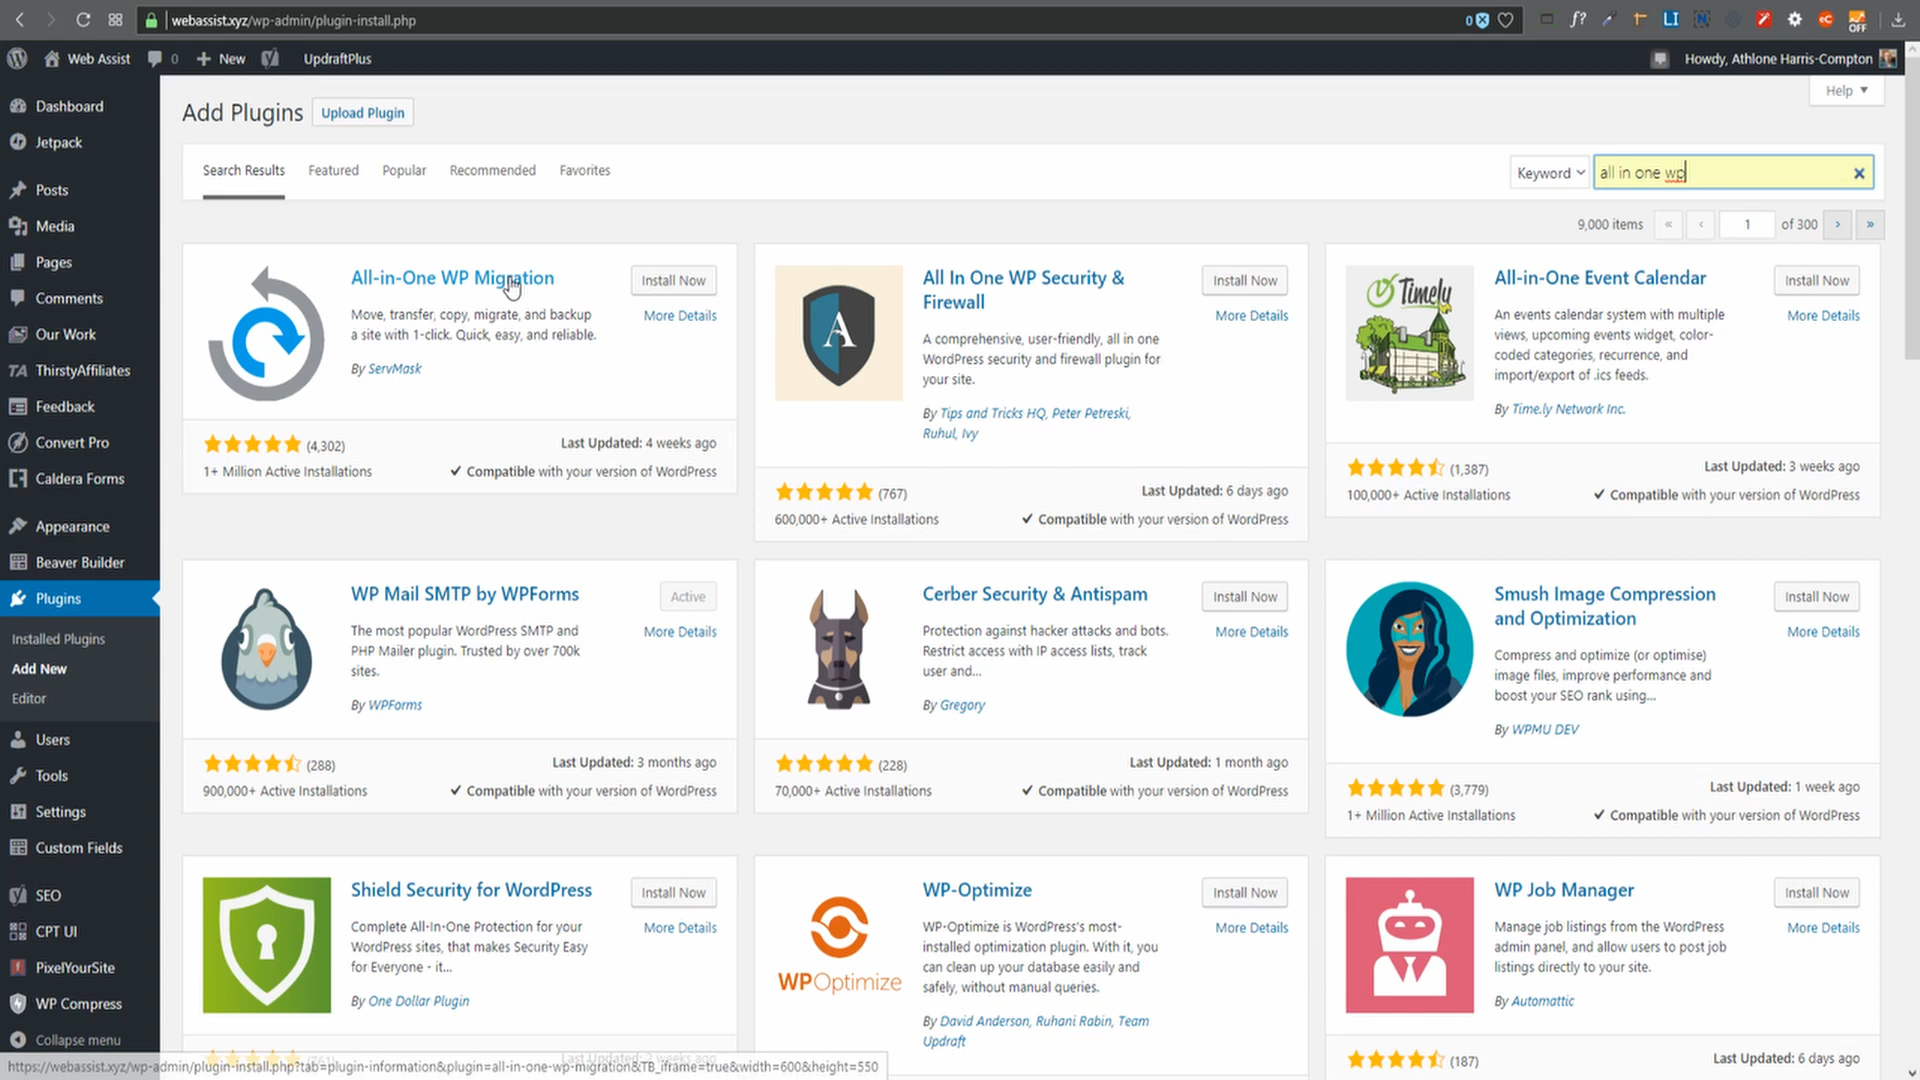 webassist.xyz/wp-admin/plugin-install.php
0
f?
LI
N
eC
OFF
Web Assist
0
New
UpdraftPlus
Howdy, Athlone Harris-Compton
Dashboard
Jetpack
Posts
Media
Pages
Comments
Our Work
TA ThirstyAffiliates
Feedback
Convert Pro
Caldera Forms
Appearance
Beaver Builder
Plugins
Installed Plugins
Add New
Editor
Users
Tools
Settings
Custom Fields
SEO
CPT UI
PixelYourSite
WP Compress
Collapse menu
Help ▼
Add Plugins
Upload Plugin
Search Results
Featured
Popular
Recommended
Favorites
Keyword
all in one wp
9,000 items
«
‹
1
of 300
›
»
All-in-One WP Migration
Install Now
More Details
Move, transfer, copy, migrate, and backup
a site with 1-click. Quick, easy, and reliable.
By ServMask
(4,302)
Last Updated: 4 weeks ago
1+ Million Active Installations
✓ Compatible with your version of WordPress
A
All In One WP Security &
Firewall
Install Now
More Details
A comprehensive, user-friendly, all in one
WordPress security and firewall plugin for
your site.
By Tips and Tricks HQ, Peter Petreski,
Ruhul, Ivy
(767)
Last Updated: 6 days ago
600,000+ Active Installations
✓ Compatible with your version of WordPress
Timely
All-in-One Event Calendar
Install Now
More Details
An events calendar system with multiple
views, upcoming events widget, color-
coded categories, recurrence, and
import/export of .ics feeds.
By Time.ly Network Inc.
(1,387)
Last Updated: 3 weeks ago
100,000+ Active Installations
✓ Compatible with your version of WordPress
WP Mail SMTP by WPForms
Active
More Details
The most popular WordPress SMTP and
PHP Mailer plugin. Trusted by over 700k
sites.
By WPForms
(288)
Last Updated: 3 months ago
900,000+ Active Installations
✓ Compatible with your version of WordPress
Cerber Security & Antispam
Install Now
More Details
Protection against hacker attacks and bots.
Restrict access with IP access lists, track
user and...
By Gregory
(228)
Last Updated: 1 month ago
70,000+ Active Installations
✓ Compatible with your version of WordPress
Smush Image Compression
and Optimization
Install Now
More Details
Compress and optimize (or optimise)
image files, improve performance and
boost your SEO rank using...
By WPMU DEV
(3,779)
Last Updated: 1 week ago
1+ Million Active Installations
✓ Compatible with your version of WordPress
Shield Security for WordPress
Install Now
More Details
Complete All-In-One Protection for your
WordPress sites, that makes Security Easy
for Everyone - it...
By One Dollar Plugin
Last Updated: 2 weeks ago
WPOptimize
WP-Optimize
Install Now
More Details
WP-Optimize is WordPress's most-
installed optimization plugin. With it, you
can clean up your database easily and
safely, without manual queries.
By David Anderson, Ruhani Rabin, Team
Updraft
WP Job Manager
Install Now
More Details
Manage job listings from the WordPress
admin panel, and allow users to post job
listings directly to your site.
By Automattic
(187)
Last Updated: 6 days ago
https://webassist.xyz/wp-admin/plugin-install.php?tab=plugin-information&plugin=all-in-one-wp-migration&TB_iframe=true&width=600&height=550